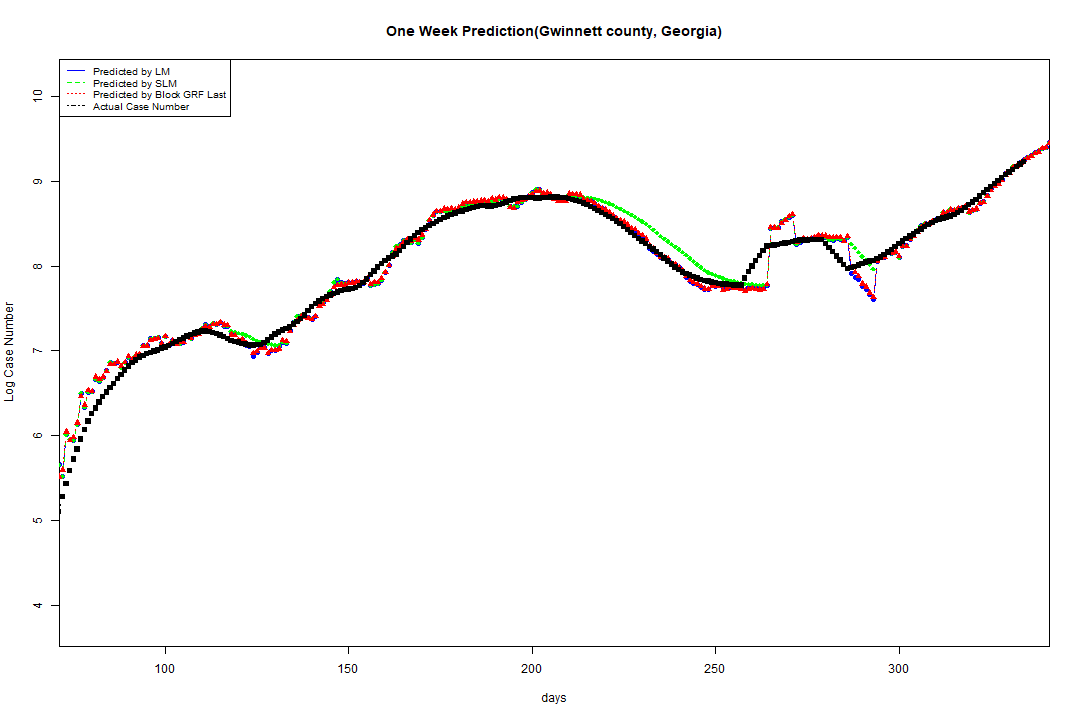 One Week Prediction(Gwinnett county, Georgia)
Predicted by LM
Predicted by SLM
Predicted by Block GRF Last
Actual Case Number
10
9
8
7
6
5
4
Log Case Number
100 150 200 250 300
days